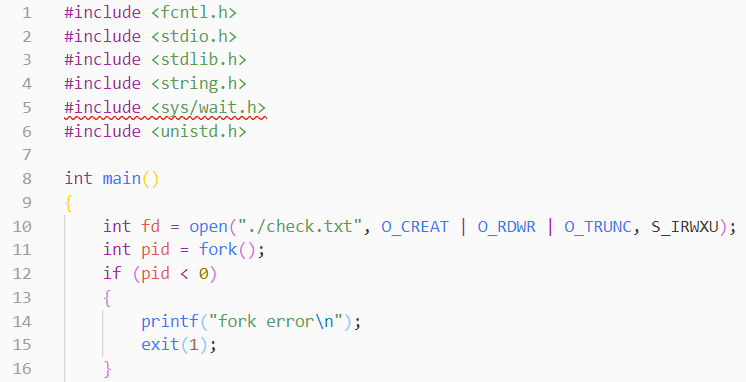 1 #include <fcntl.h>
2 #include <stdio.h>
3 #include <stdlib.h>
4 #include <string.h>
5 #include <sys/wait.h>
6 #include <unistd.h>
7
8 int main()
9 {
10     int fd = open("./check.txt", O_CREAT | O_RDWR | O_TRUNC, S_IRWXU);
11     int pid = fork();
12     if (pid < 0)
13     {
14         printf("fork error\n");
15         exit(1);
16     }